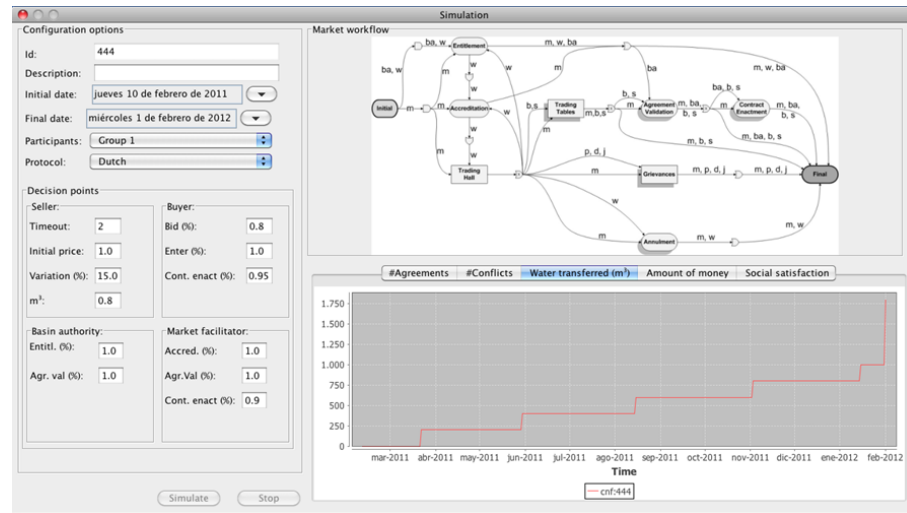 Simulation
Configuration options
Id: 444
Description:
Initial date: jueves 10 de febrero de 2011
Final date: miércoles 1 de febrero de 2012
Participants: Group 1
Protocol: Dutch
Decision points
Seller:
Timeout: 2
Initial price: 1.0
Variation (%): 15.0
m³: 0.8
Buyer:
Bid (%): 0.8
Enter (%): 1.0
Cont. enact (%): 0.95
Basin authority:
Entitl. (%): 1.0
Agr. val (%): 1.0
Market facilitator:
Accred. (%): 1.0
Agr.Val (%): 1.0
Cont. enact (%): 0.9
Simulate Stop
Market workflow
ba, w Entitlement m, w, ba
ba, w m w w m ba m, w, ba
w ba, b, s
b, s
Initial m m Accreditation w b,s Trading Tables m,b,s m Agreement Validation m, ba, b, s m Contract Enactment m, ba, b, s
w m
m w p, d, j m, b, s m, ba, b, s
Trading Hall m Grievances m, p, d, j m, p, d, j Final
w
m Annulment m, w m, w
#Agreements #Conflicts Water transferred (m³) Amount of money Social satisfaction
1.750
1.500
1.250
1.000
750
500
250
0
mar-2011 abr-2011 may-2011 jun-2011 jul-2011 ago-2011 sep-2011 oct-2011 nov-2011 dic-2011 ene-2012 feb-2012
Time
cnf:444